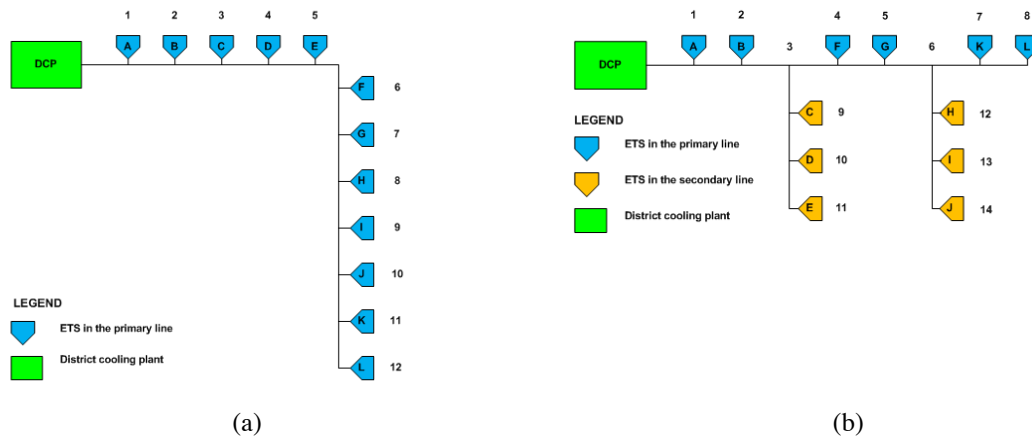 1 2 3 4 5
A B C D E
DCP
F 6
G 7
H 8
I 9
J 10
K 11
L 12
LEGEND
ETS in the primary line
District cooling plant
(a)
1 2 4 5 7 8
A B 3 F G 6 K L
DCP
C 9 H 12
D 10 I 13
E 11 J 14
LEGEND
ETS in the primary line
ETS in the secondary line
District cooling plant
(b)